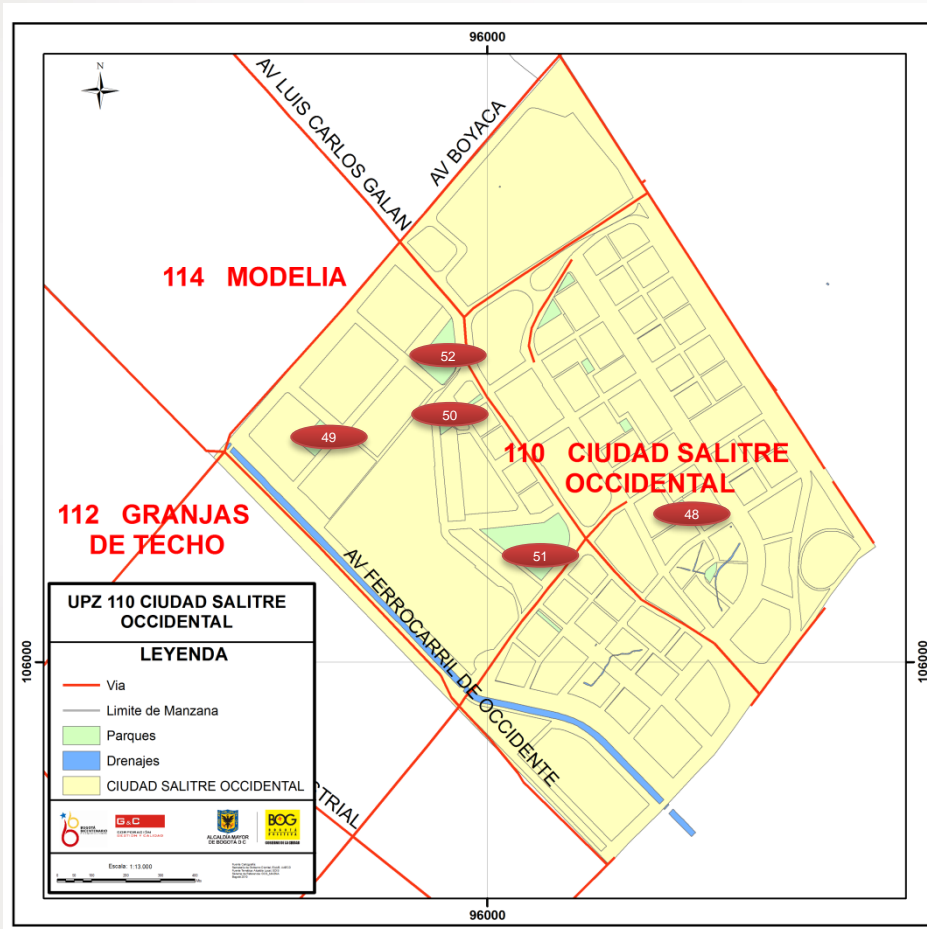 96000
N
AV LUIS CARLOS GALAN
AV BOYACA
114 MODELIA
52
50
49
110 CIUDAD SALITRE
OCCIDENTAL
48
112 GRANJAS
DE TECHO
51
AV FERROCARRIL DE OCCIDENTE
UPZ 110 CIUDAD SALITRE
OCCIDENTAL
LEYENDA
Via
Limite de Manzana
Parques
Drenajes
CIUDAD SALITRE OCCIDENTAL
STRIAL
106000
106000
G&C
ALCALDIA MAYOR
DE BOGOTÁ D C
BOG
Escala: 1:13.000
96000